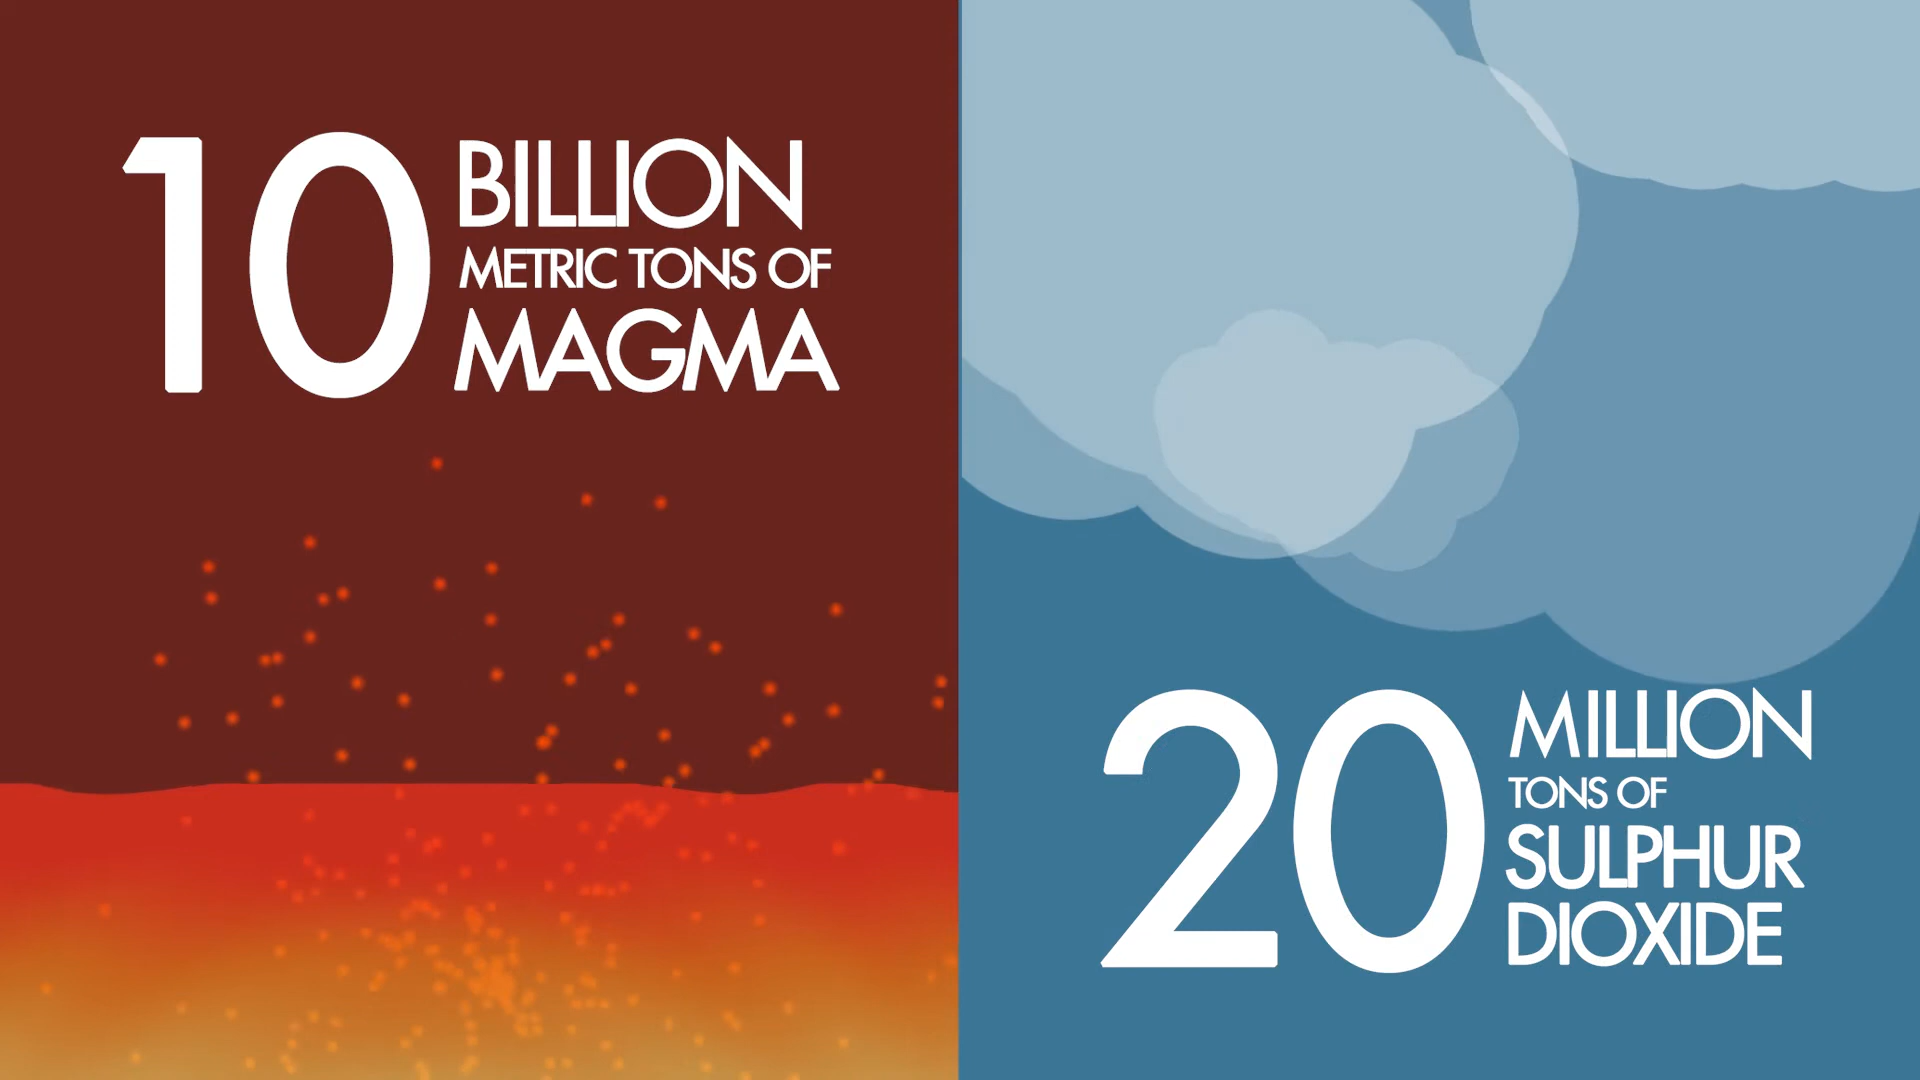 10 BILLION
METRIC TONS OF
MAGMA
20 MILLION
TONS OF
SULPHUR
DIOXIDE